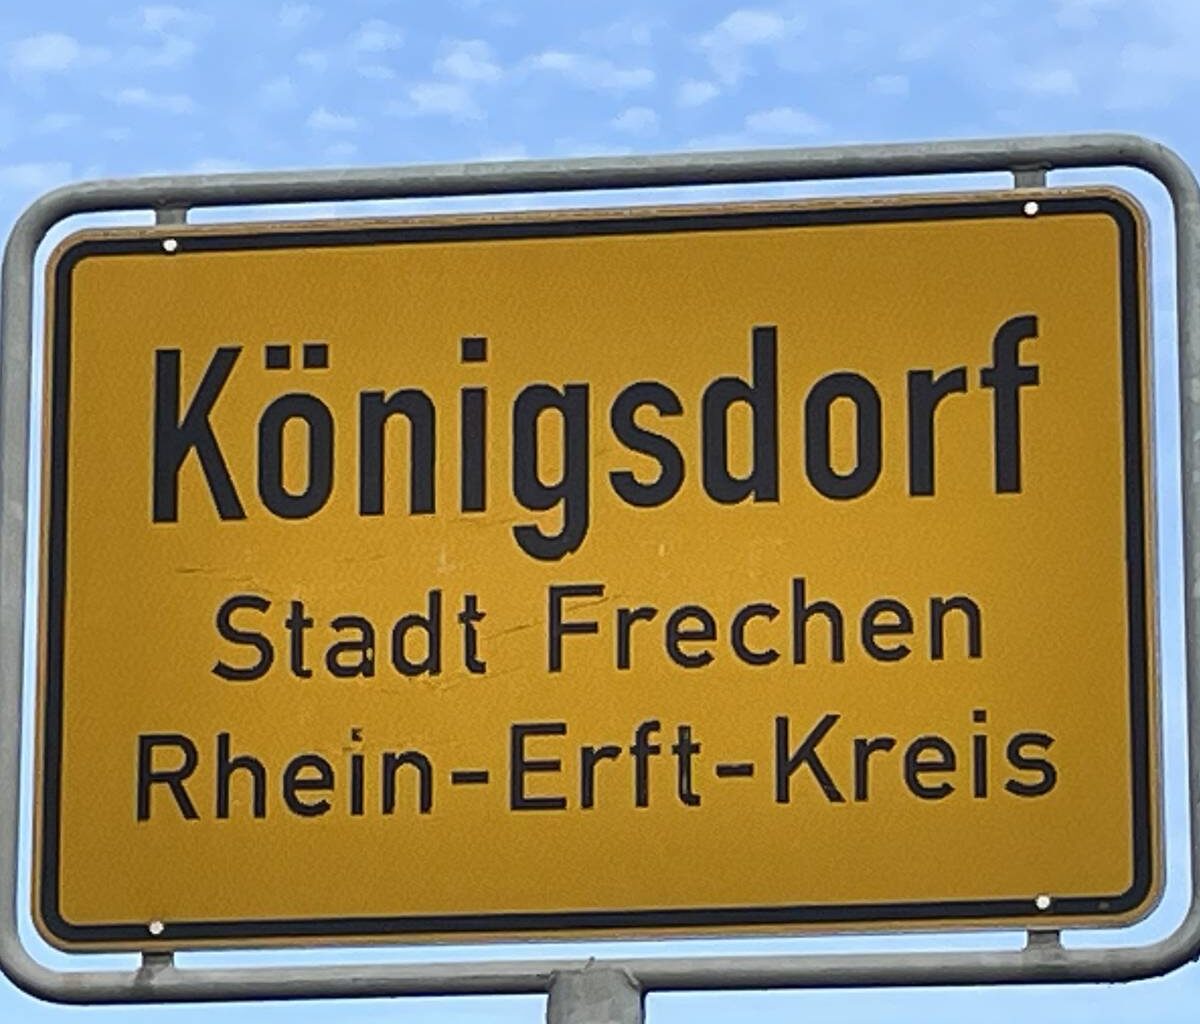 Königsdorf
Stadt Frechen
Rhein-Erft-Kreis